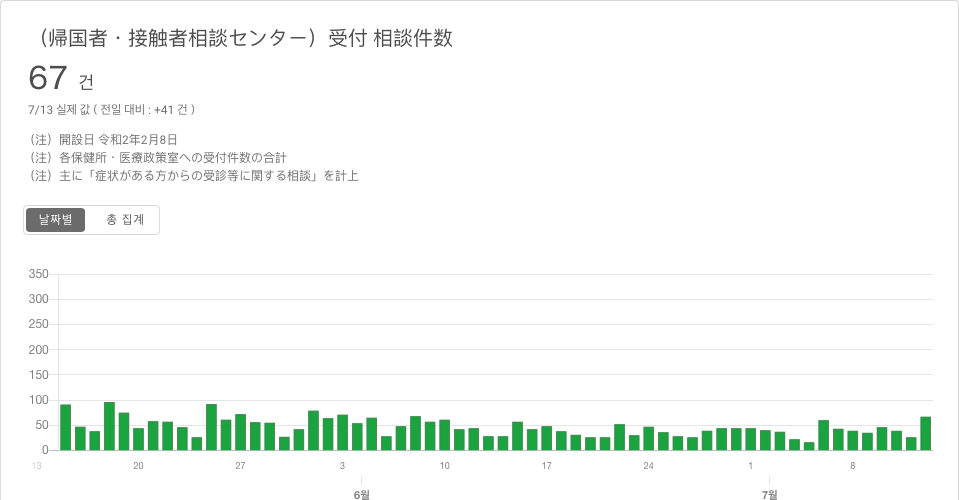 （帰国者・接触者相談センター）受付 相談件数
67 건
7/13 실제 값 ( 전일 대비 : +41 건 )
（注）開設日 令和2年2月8日
（注）各保健所・医療政策室への受付件数の合計
（注）主に「症状がある方からの受診等に関する相談」を計上
날짜별 총 집계
350
300
250
200
150
100
50
0
13 20 27 3 10 17 24 1 8
6월 7월